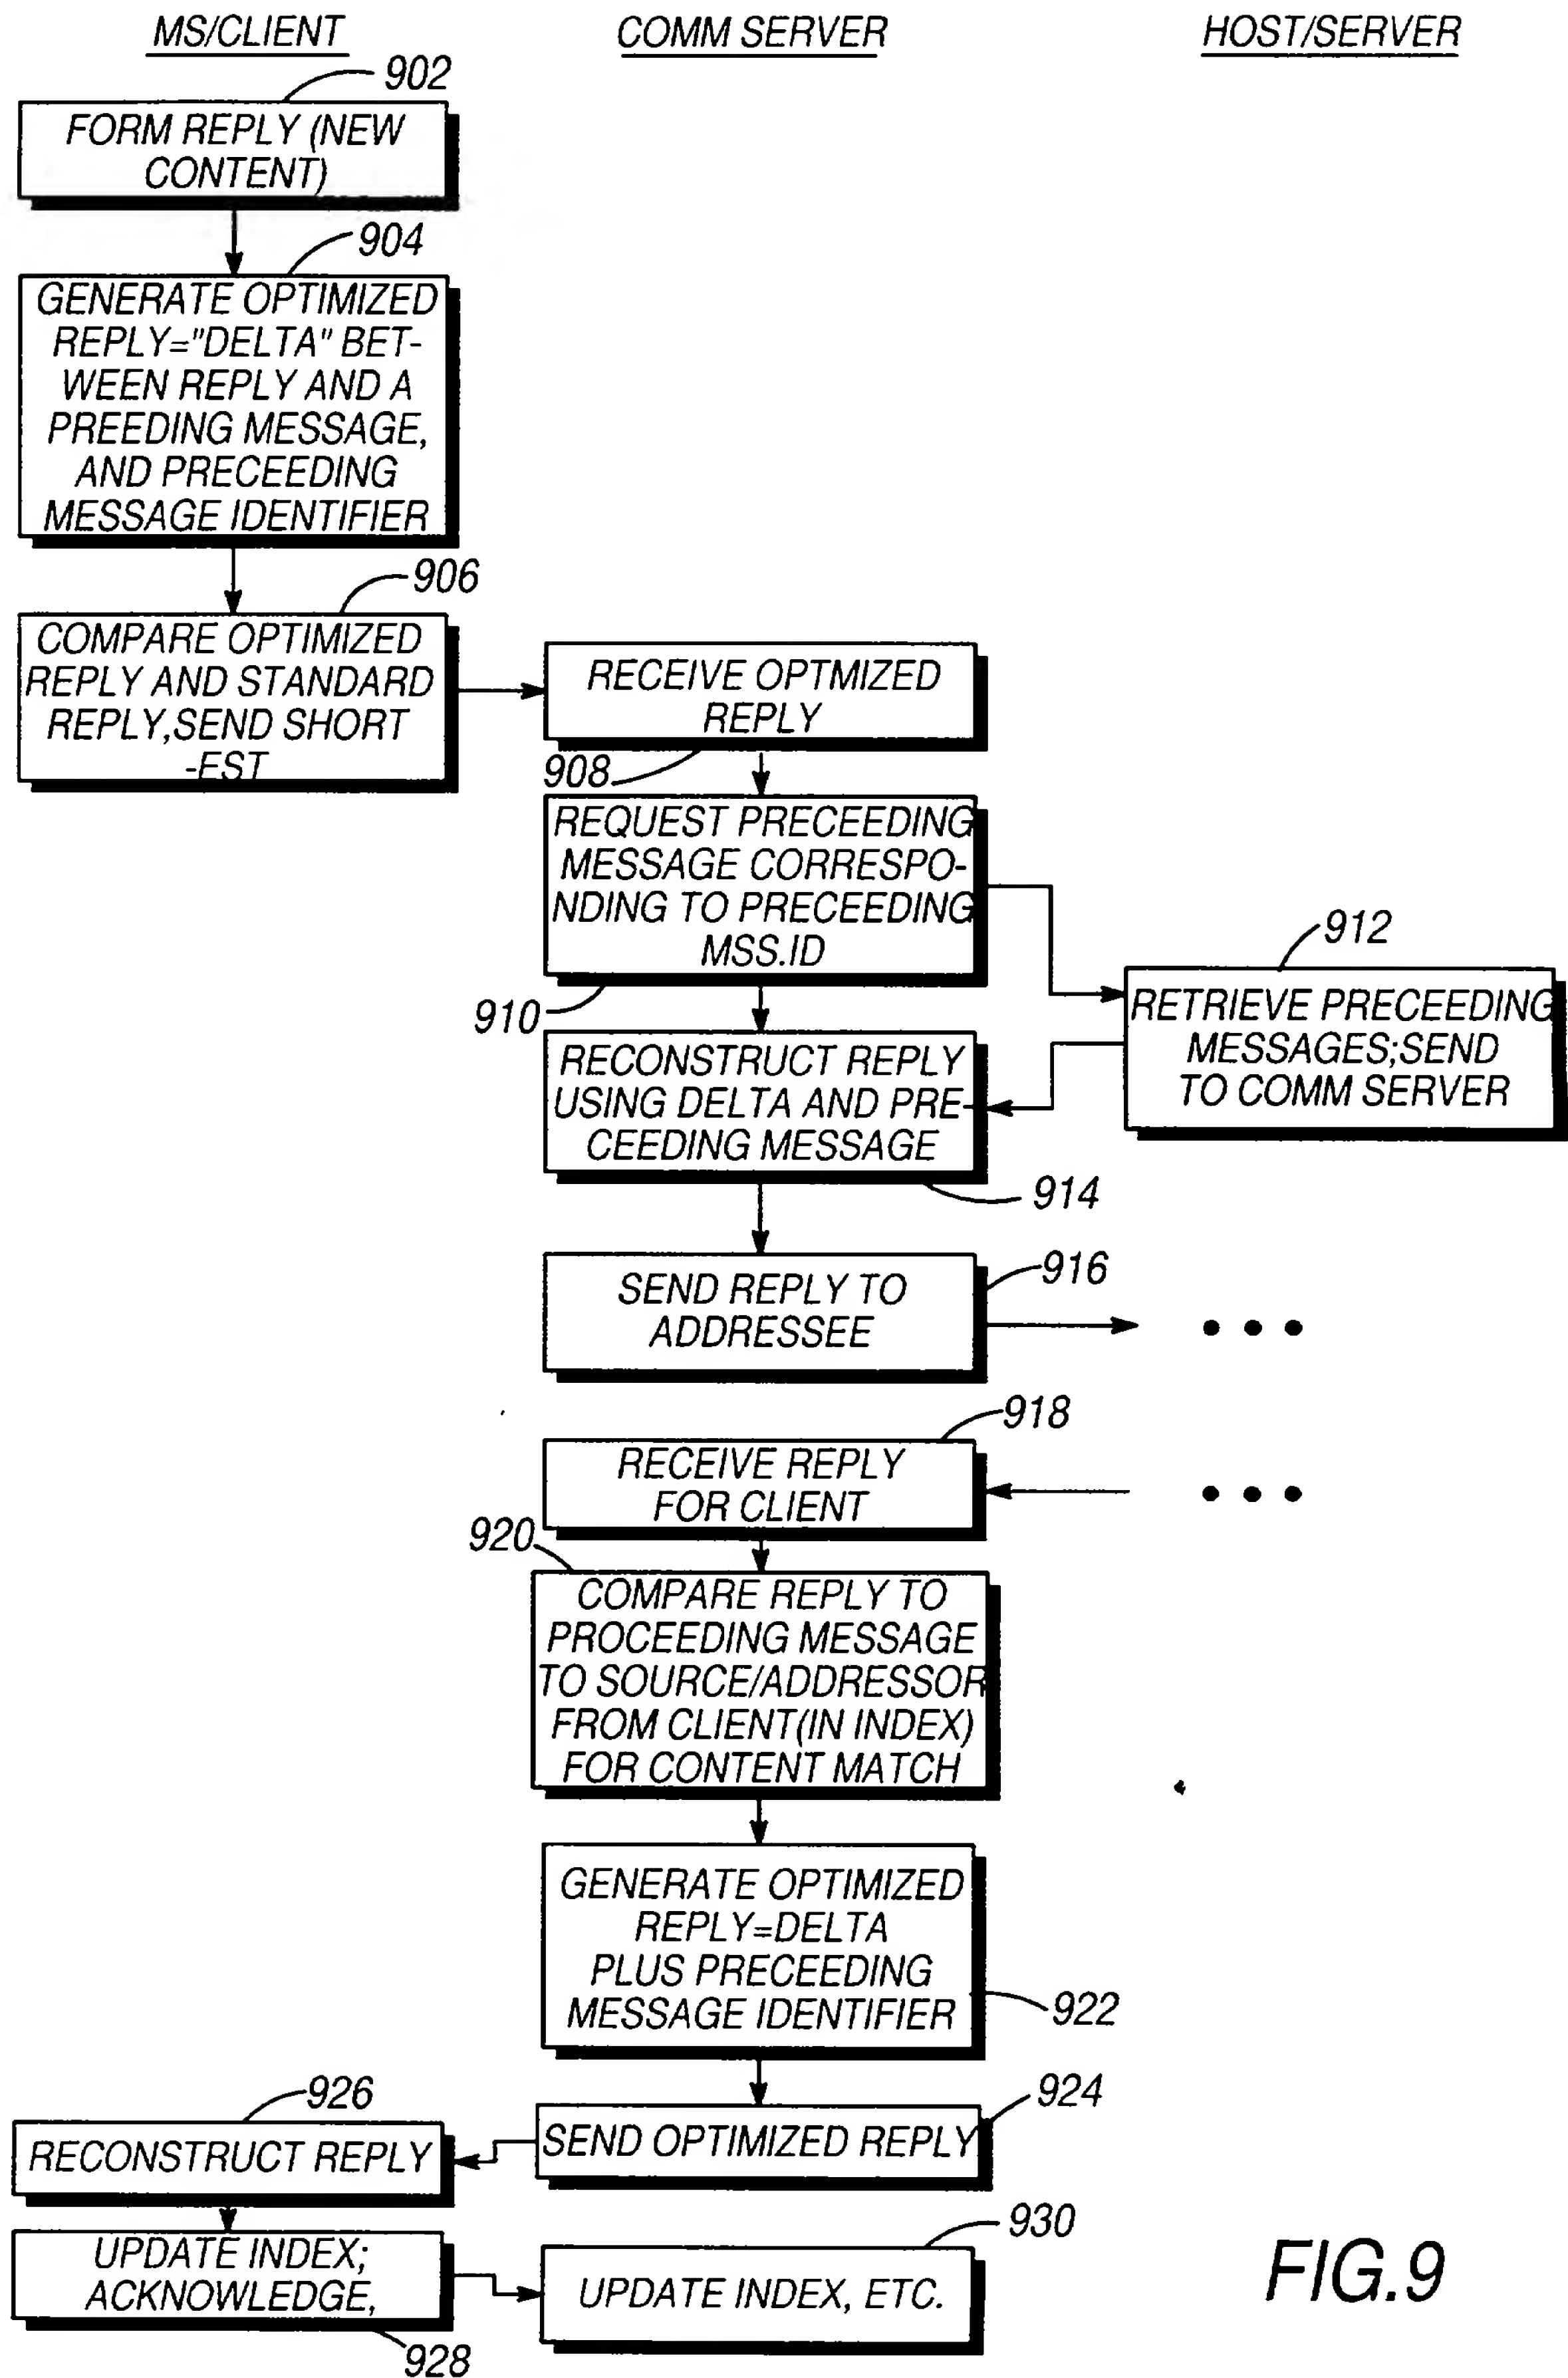 MS/CLIENT
COMM SERVER
HOST/SERVER
902
FORM REPLY (NEW
CONTENT)
904
GENERATE OPTIMIZED
REPLY="DELTA" BET-
WEEN REPLY AND A
PREEDING MESSAGE,
AND PRECEEDING
MESSAGE IDENTIFIER
906
COMPARE OPTIMIZED
REPLY AND STANDARD
REPLY,SEND SHORT
-EST
RECEIVE OPTMIZED
REPLY
908
REQUEST PRECEEDING
MESSAGE CORRESPO-
NDING TO PRECEEDING
MSS.ID
910
912
RETRIEVE PRECEEDING
MESSAGES;SEND
TO COMM SERVER
RECONSTRUCT REPLY
USING DELTA AND PRE-
CEEDING MESSAGE
914
SEND REPLY TO
ADDRESSEE
916
918
RECEIVE REPLY
FOR CLIENT
920
COMPARE REPLY TO
PROCEEDING MESSAGE
TO SOURCE/ADDRESSOR
FROM CLIENT(IN INDEX)
FOR CONTENT MATCH
GENERATE OPTIMIZED
REPLY=DELTA
PLUS PRECEEDING
MESSAGE IDENTIFIER
922
924
SEND OPTIMIZED REPLY
926
RECONSTRUCT REPLY
UPDATE INDEX;
ACKNOWLEDGE,
928
930
UPDATE INDEX, ETC.
FIG.9